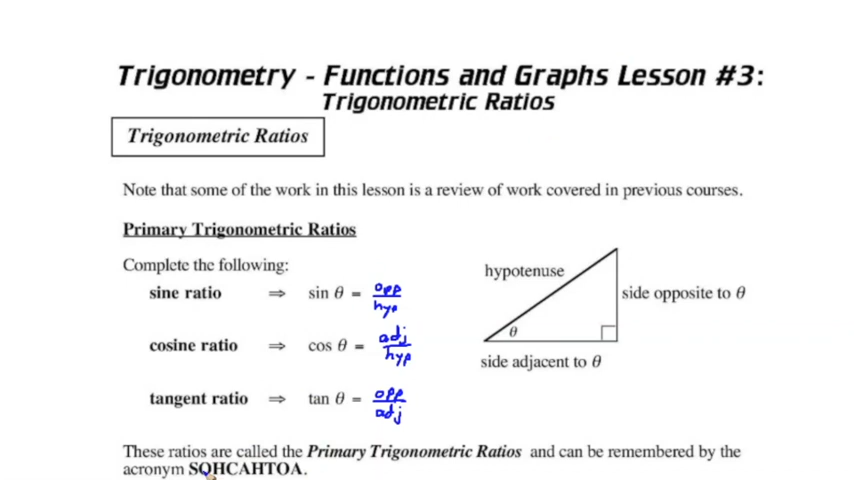 Trigonometry - Functions and Graphs Lesson #3:
Trigonometric Ratios
Trigonometric Ratios
Note that some of the work in this lesson is a review of work covered in previous courses.
Primary Trigonometric Ratios
Complete the following:
sine ratio ⇒ sin θ = opp/hyp
cosine ratio ⇒ cos θ = adj/hyp
tangent ratio ⇒ tan θ = opp/adj
hypotenuse
side opposite to θ
θ
side adjacent to θ
These ratios are called the Primary Trigonometric Ratios and can be remembered by the
acronym SOHCAHTOA.